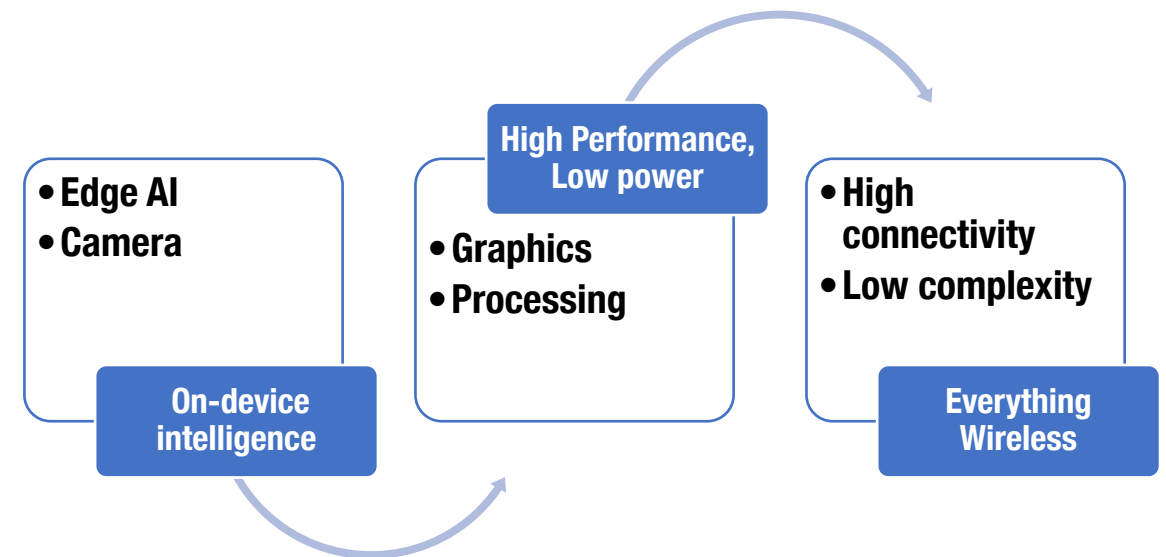 • Edge AI
• Camera
On-device
intelligence
High Performance,
Low power
• Graphics
• Processing
• High
connectivity
• Low complexity
Everything
Wireless